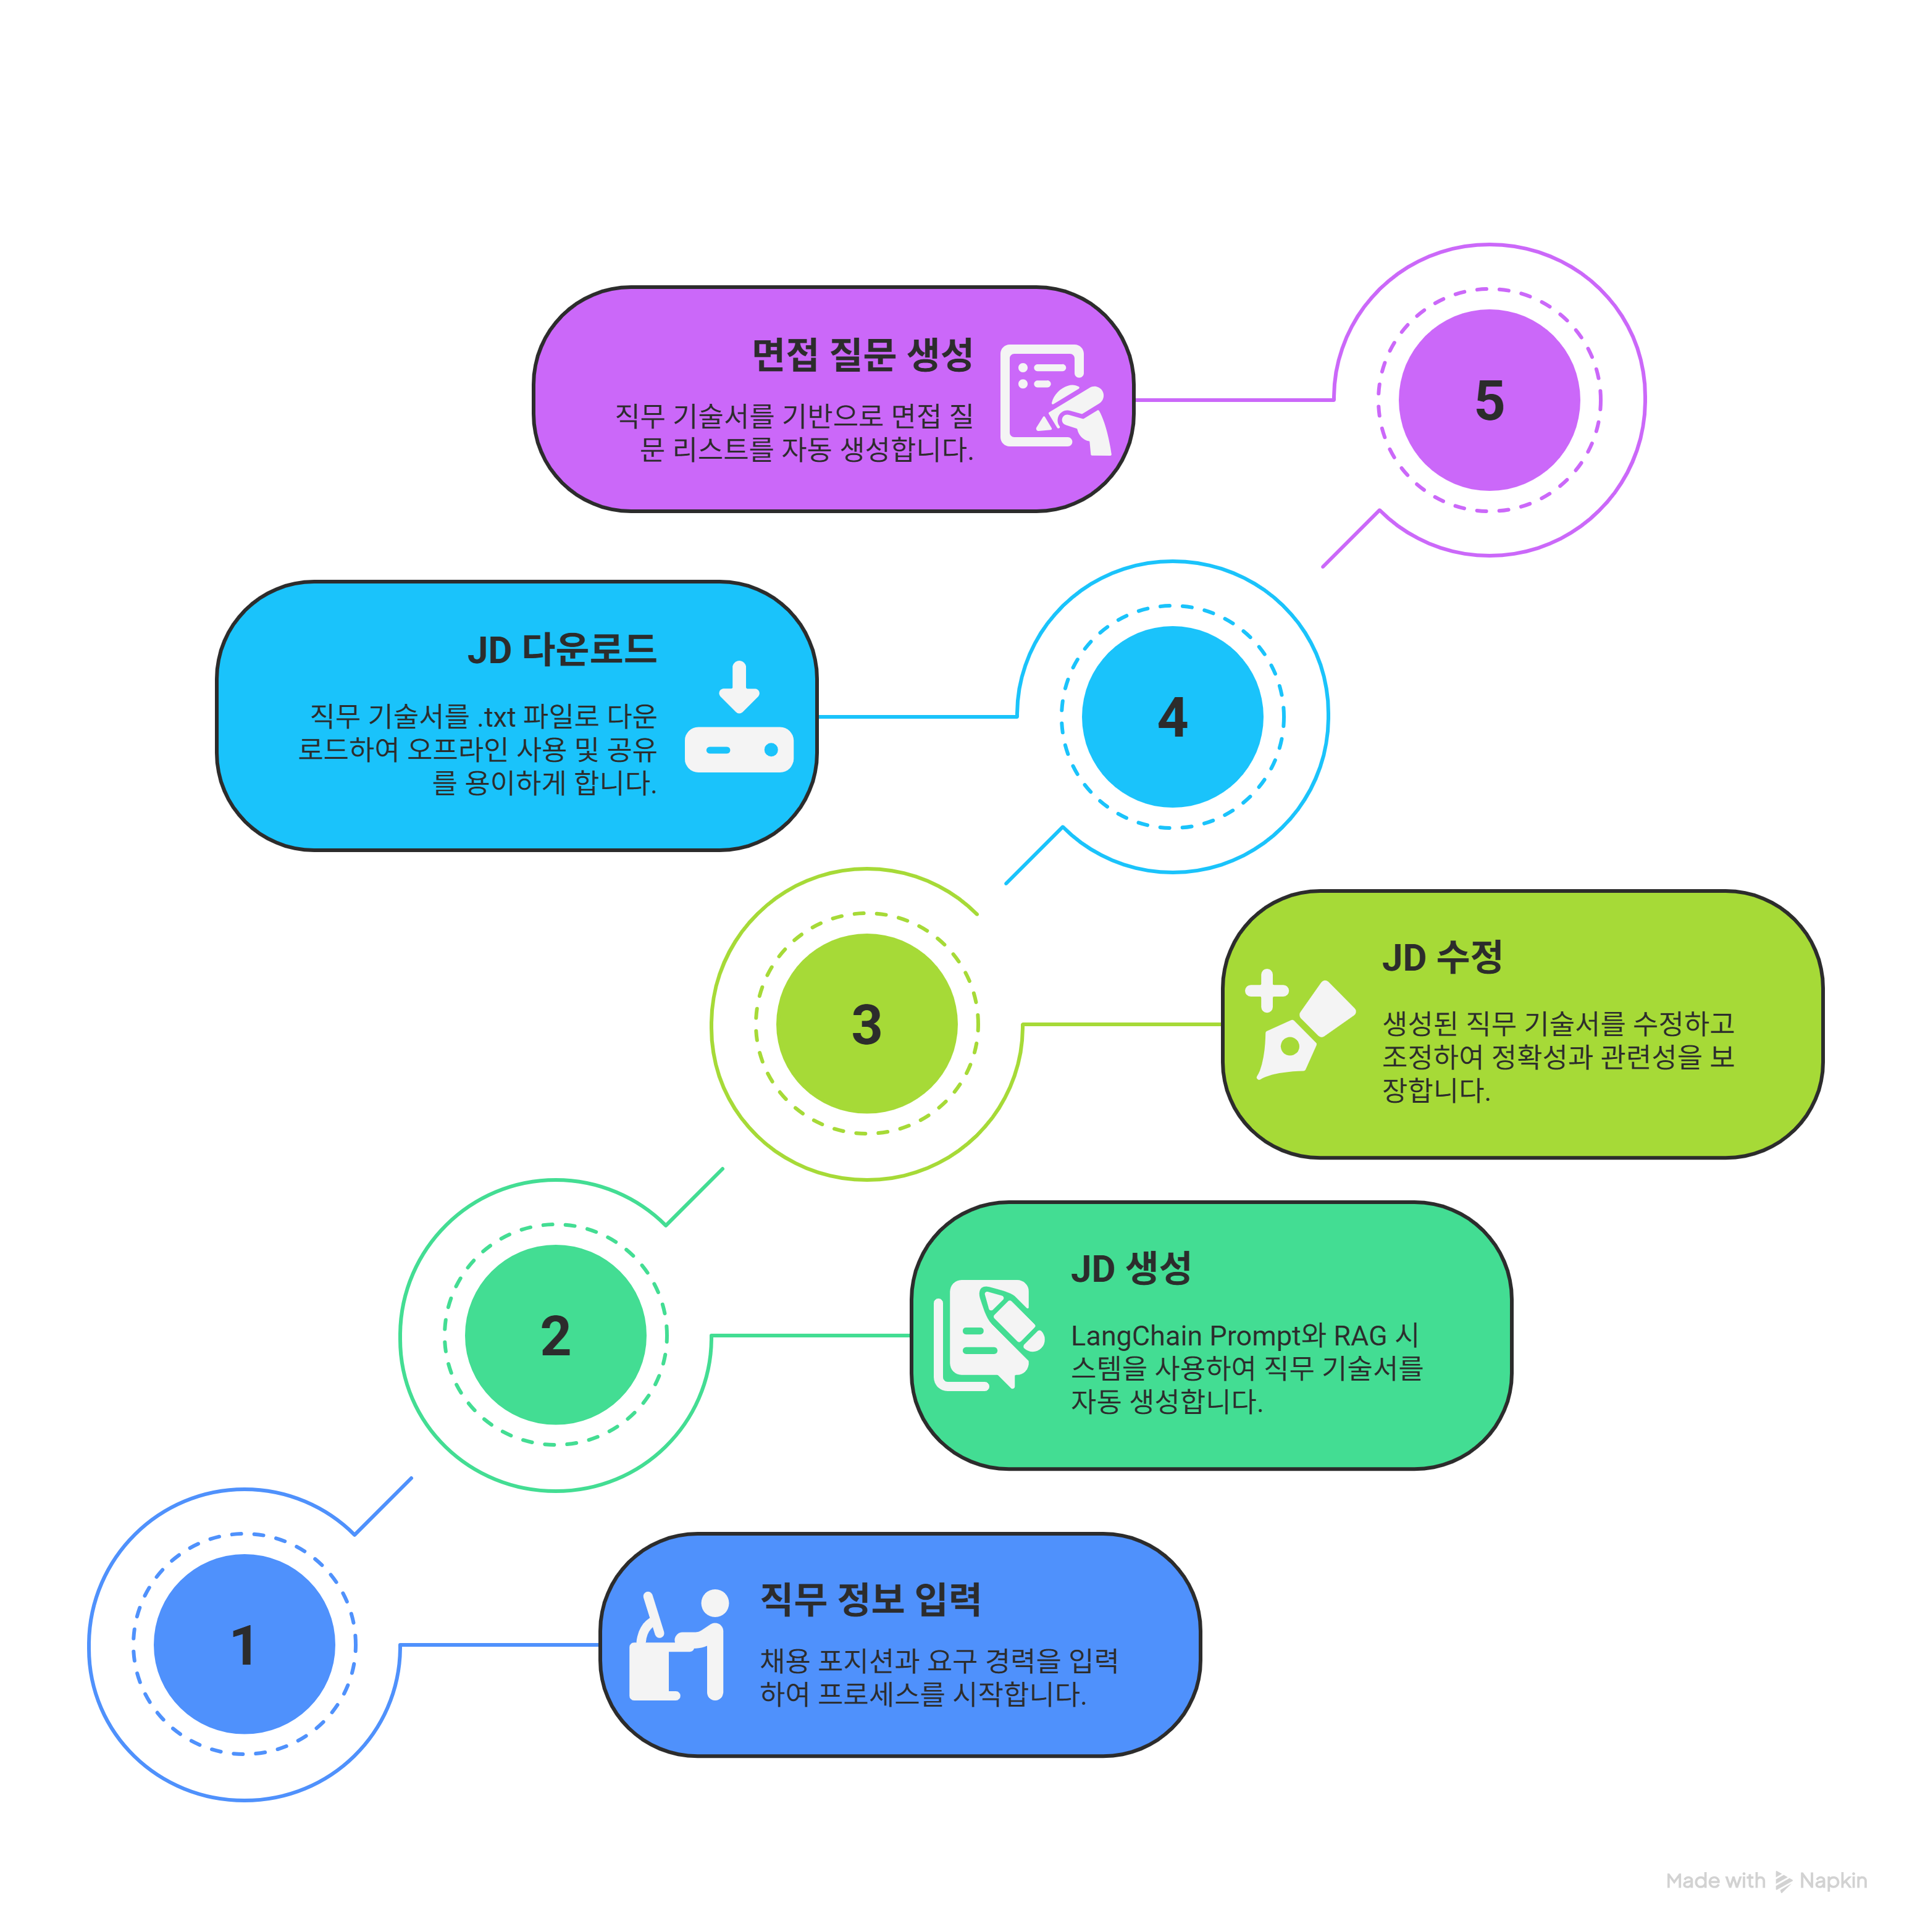 면접 질문 생성
직무 기술서를 기반으로 면접 질
문 리스트를 자동 생성합니다.
5
JD 다운로드
직무 기술서를 .txt 파일로 다운
로드하여 오프라인 사용 및 공유
를 용이하게 합니다.
4
3
JD 수정
생성된 직무 기술서를 수정하고
조정하여 정확성과 관련성을 보
장합니다.
2
JD 생성
LangChain Prompt와 RAG 시
스템을 사용하여 직무 기술서를
자동 생성합니다.
1
직무 정보 입력
채용 포지션과 요구 경력을 입력
하여 프로세스를 시작합니다.
Made with Napkin